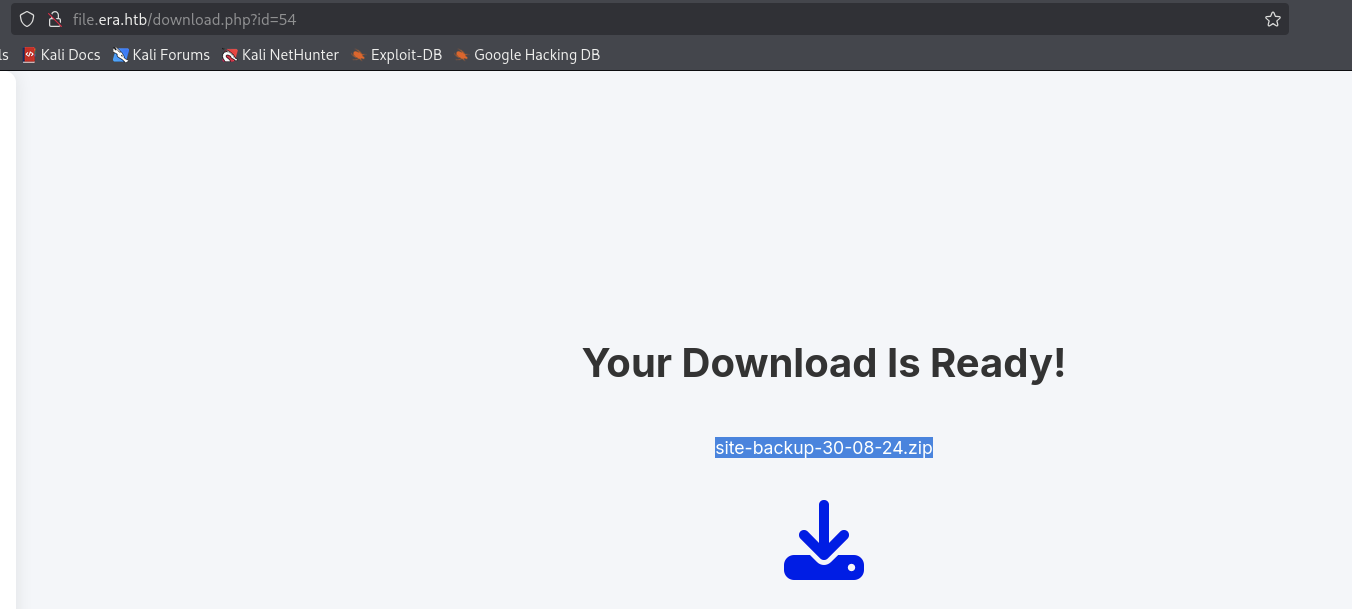 file.era.htb/download.php?id=54
ls Kali Docs Kali Forums Kali NetHunter Exploit-DB Google Hacking DB
Your Download Is Ready!
site-backup-30-08-24.zip